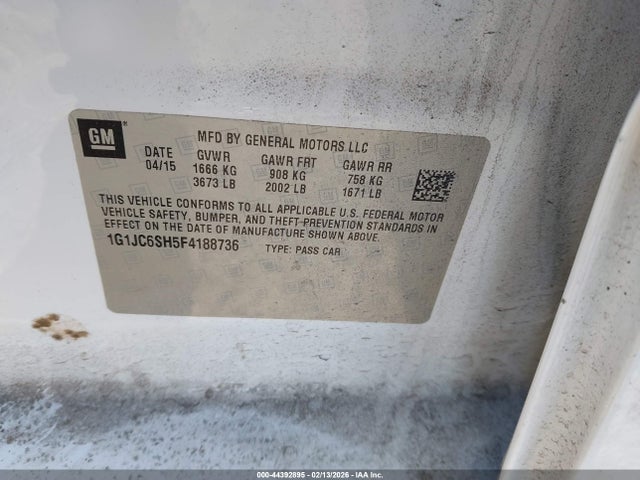 GM
MFD BY GENERAL MOTORS LLC
DATE GVWR GAWR FRT GAWR RR
04/15 1666 KG 908 KG 758 KG
3673 LB 2002 LB 1671 LB
THIS VEHICLE CONFORMS TO ALL APPLICABLE U.S. FEDERAL MOTOR
VEHICLE SAFETY, BUMPER, AND THEFT PREVENTION STANDARDS IN
EFFECT ON THE DATE OF MANUFACTURE SHOWN ABOVE.
1G1JC6SH5F4188736 TYPE: PASS CAR
000-44392895 - 02/13/2026 - IAA Inc.